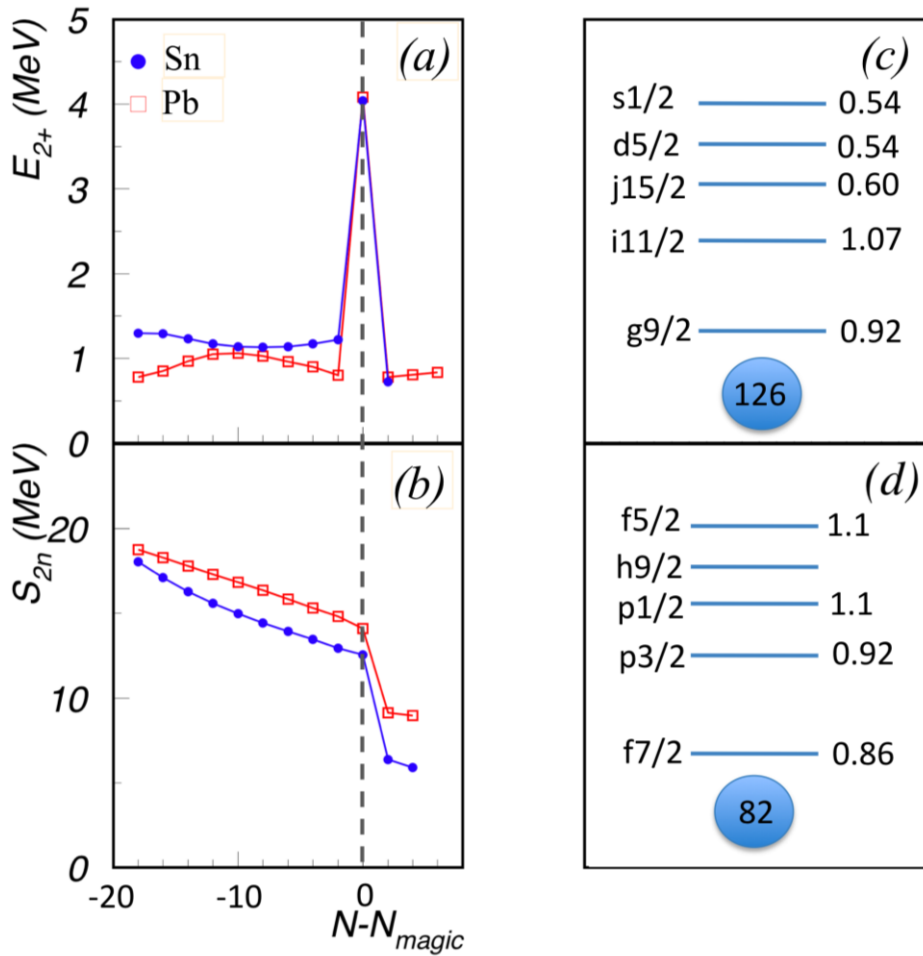 (a)
Sn
Pb
E2+ (MeV)
5
4
3
2
1
0
(b)
S2n (MeV)
20
10
0
-20
-10
0
N-Nmagic
(c)
s1/2 0.54
d5/2 0.54
j15/2 0.60
i11/2 1.07
g9/2 0.92
126
(d)
f5/2 1.1
h9/2
p1/2 1.1
p3/2 0.92
f7/2 0.86
82